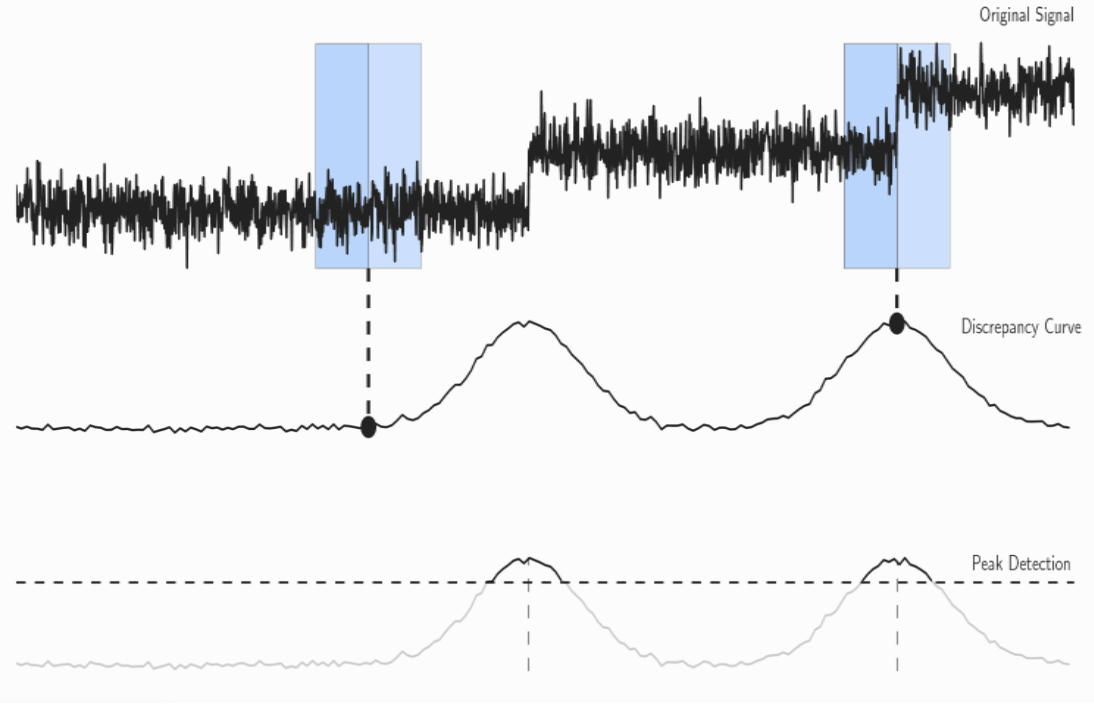 Original Signal
Discrepancy Curve
Peak Detection